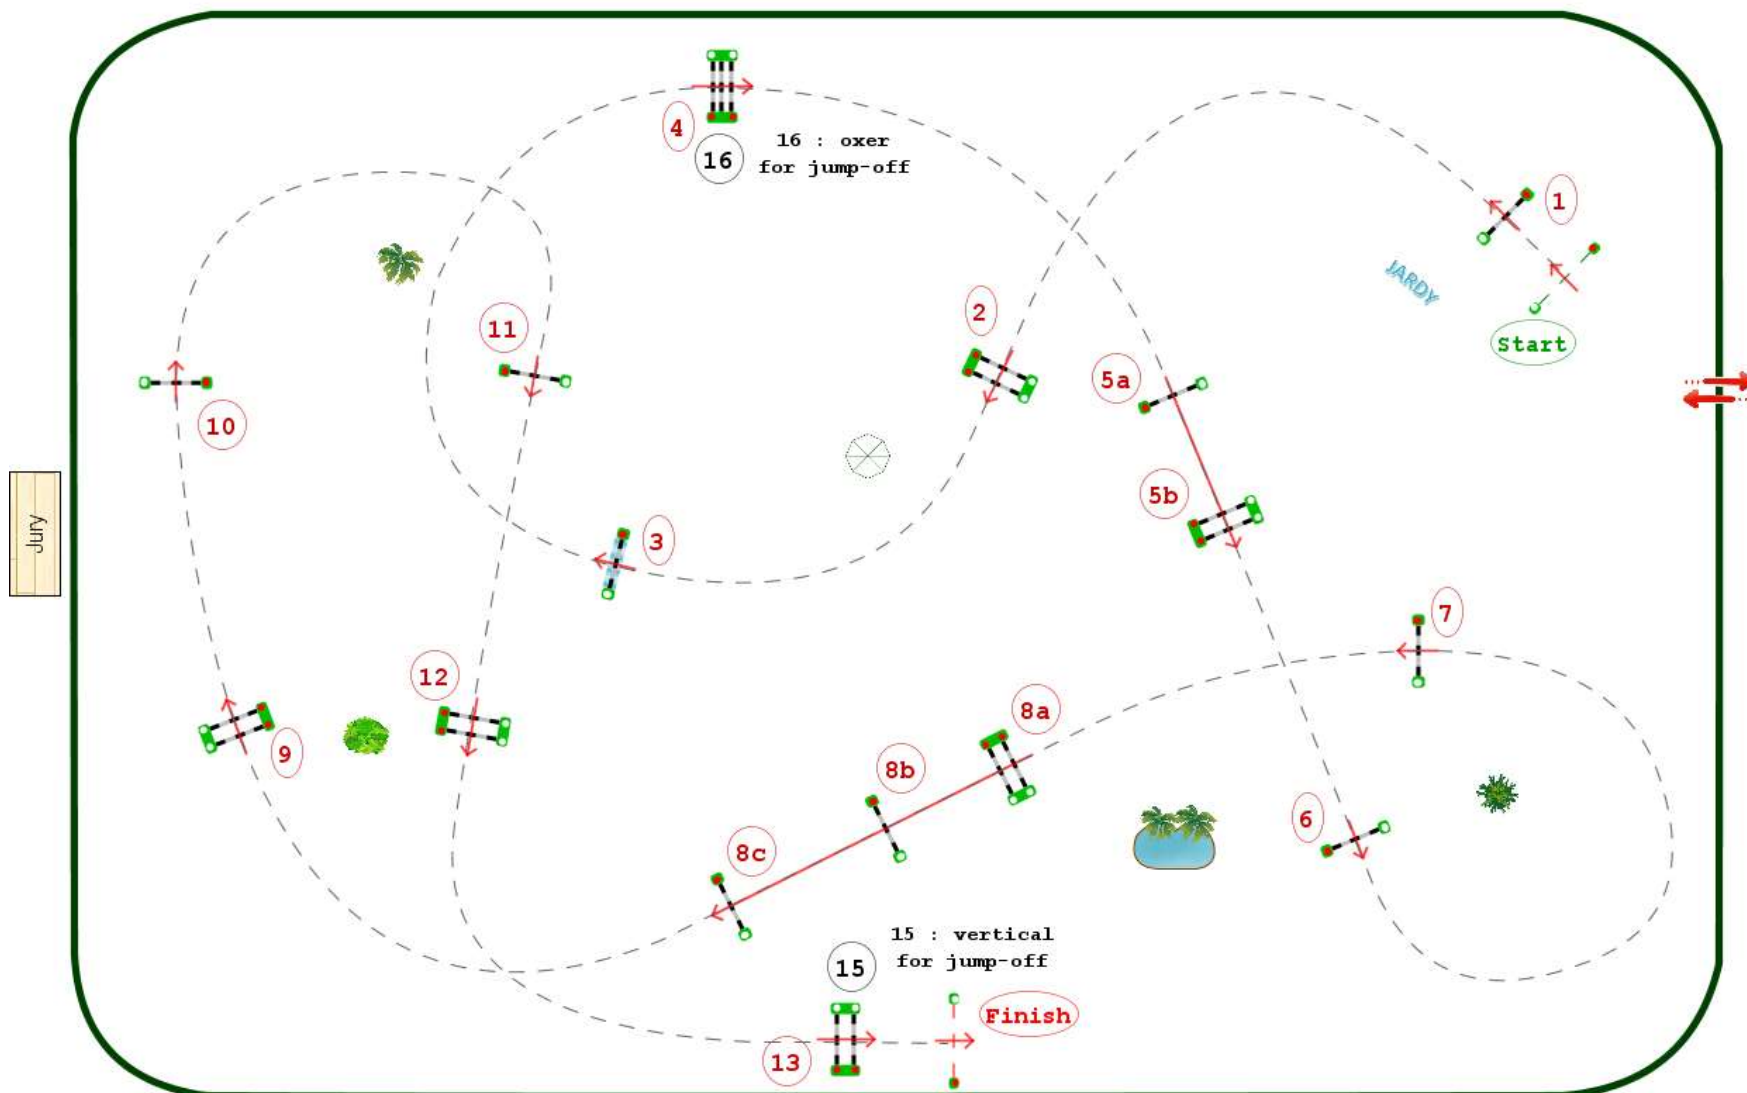 4
16
16 : oxer
for jump-off
1
JARDY
Start
2
11
5a
10
5b
3
Jury
7
12
8a
9
8b
6
8c
15
15 : vertical
for jump-off
Finish
13